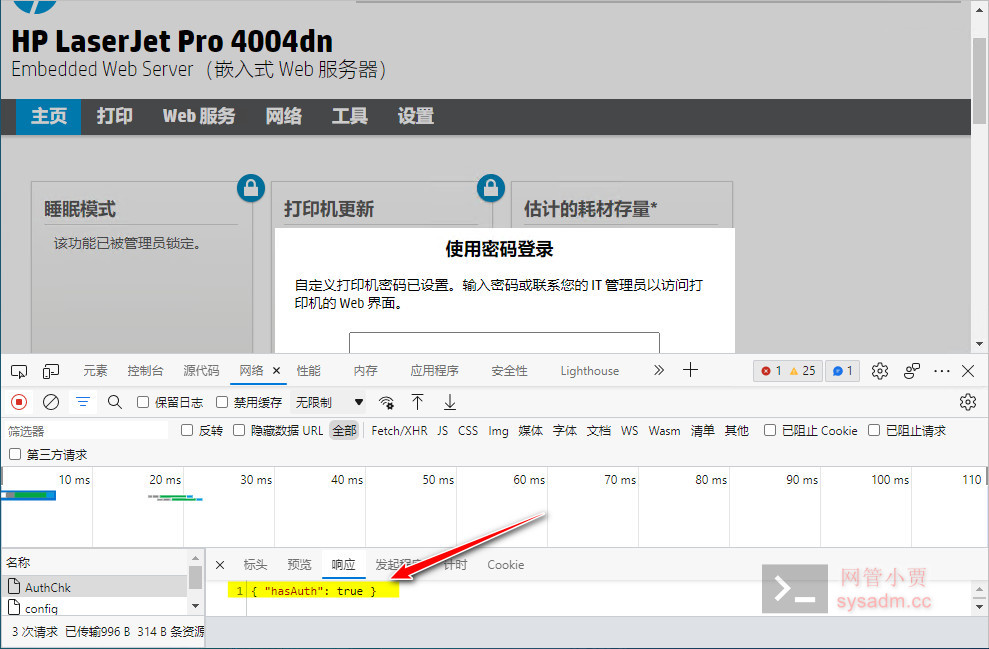 HP LaserJet Pro 4004dn
Embedded Web Server（嵌入式 Web 服务器）
主页 打印 Web 服务 网络 工具 设置
睡眠模式 打印机更新 估计的耗材存量*
该功能已被管理员锁定。
使用密码登录
自定义打印机密码已设置。输入密码或联系您的 IT 管理员以访问打
印机的 Web 界面。
元素 控制台 源代码 网络 性能 内存 应用程序 安全性 Lighthouse 1 25 1
保留日志 禁用缓存 无限制
筛选器 反转 隐藏数据 URL 全部 Fetch/XHR JS CSS Img 媒体 字体 文档 WS Wasm 清单 其他 已阻止 Cookie 已阻止请求
第三方请求
10 ms 20 ms 30 ms 40 ms 50 ms 60 ms 70 ms 80 ms 90 ms 100 ms 110
名称 标头 预览 响应 发起程序 计时 Cookie
AuthChk
1 { "hasAuth": true }
config
3 次请求 已传输996 B 314 B 条资源
网管小贾
sysadm.cc